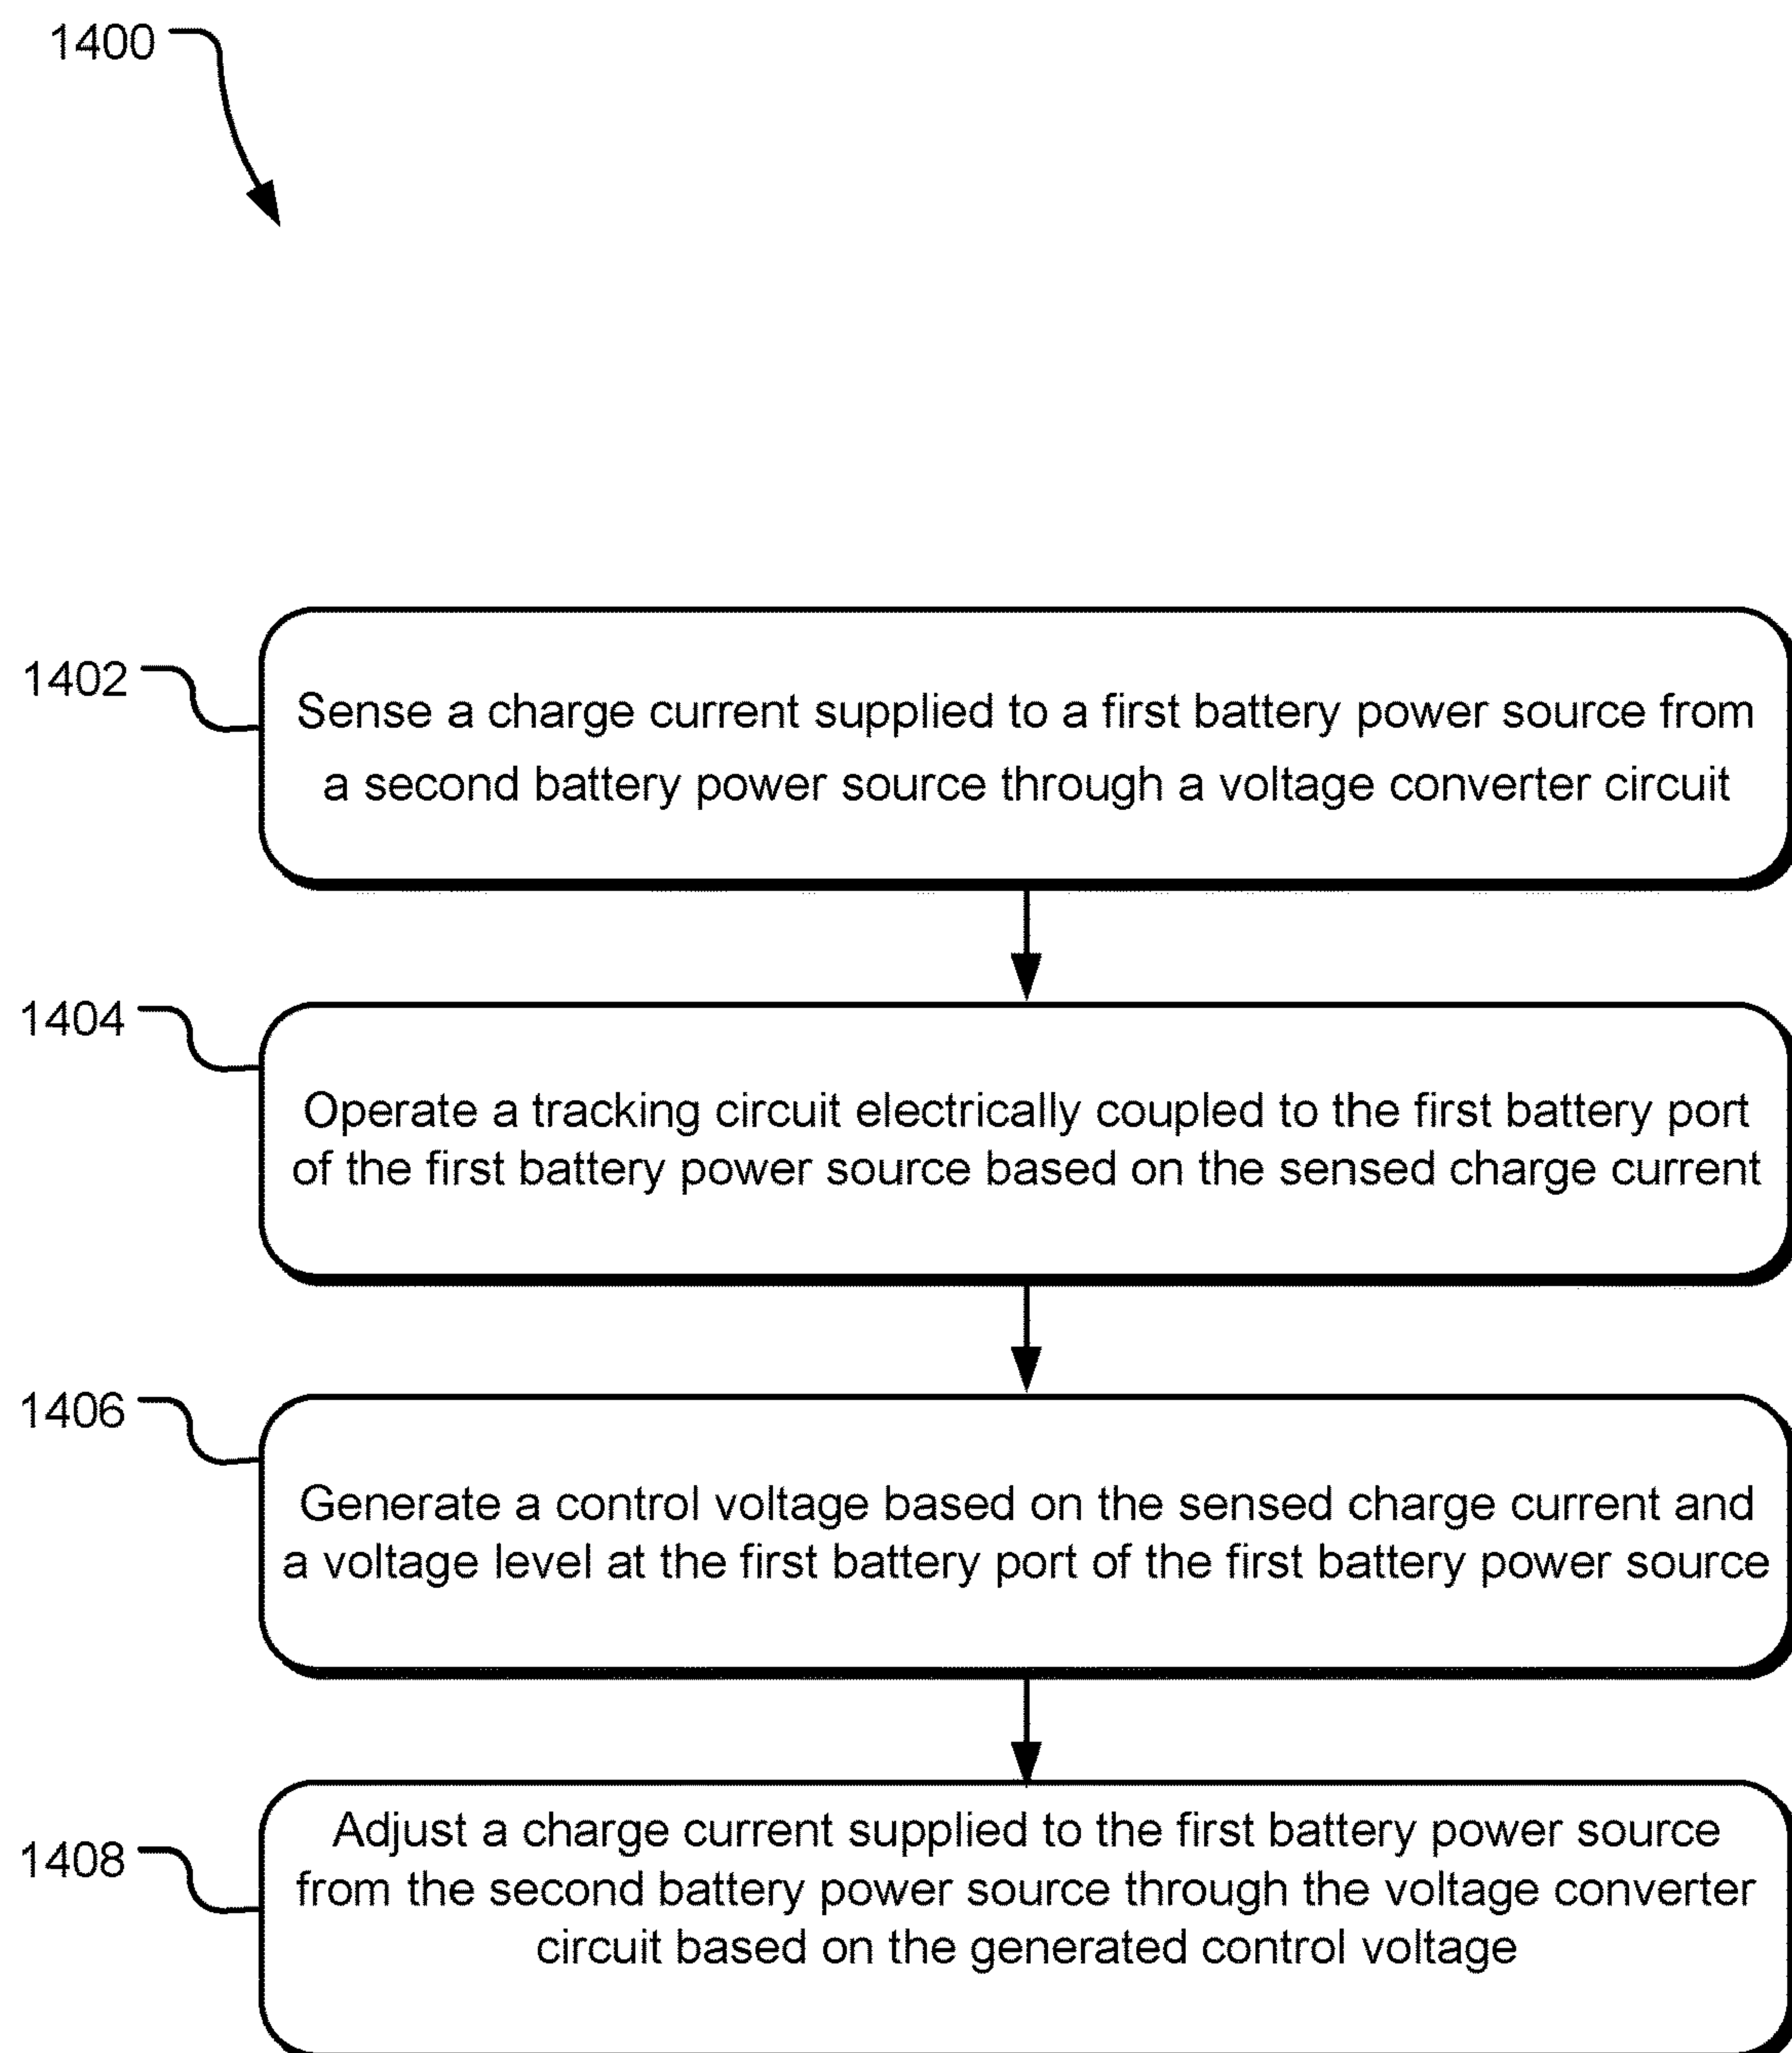 1400
1402
Sense a charge current supplied to a first battery power source from
a second battery power source through a voltage converter circuit
1404
Operate a tracking circuit electrically coupled to the first battery port
of the first battery power source based on the sensed charge current
1406
Generate a control voltage based on the sensed charge current and
a voltage level at the first battery port of the first battery power source
1408
Adjust a charge current supplied to the first battery power source
from the second battery power source through the voltage converter
circuit based on the generated control voltage